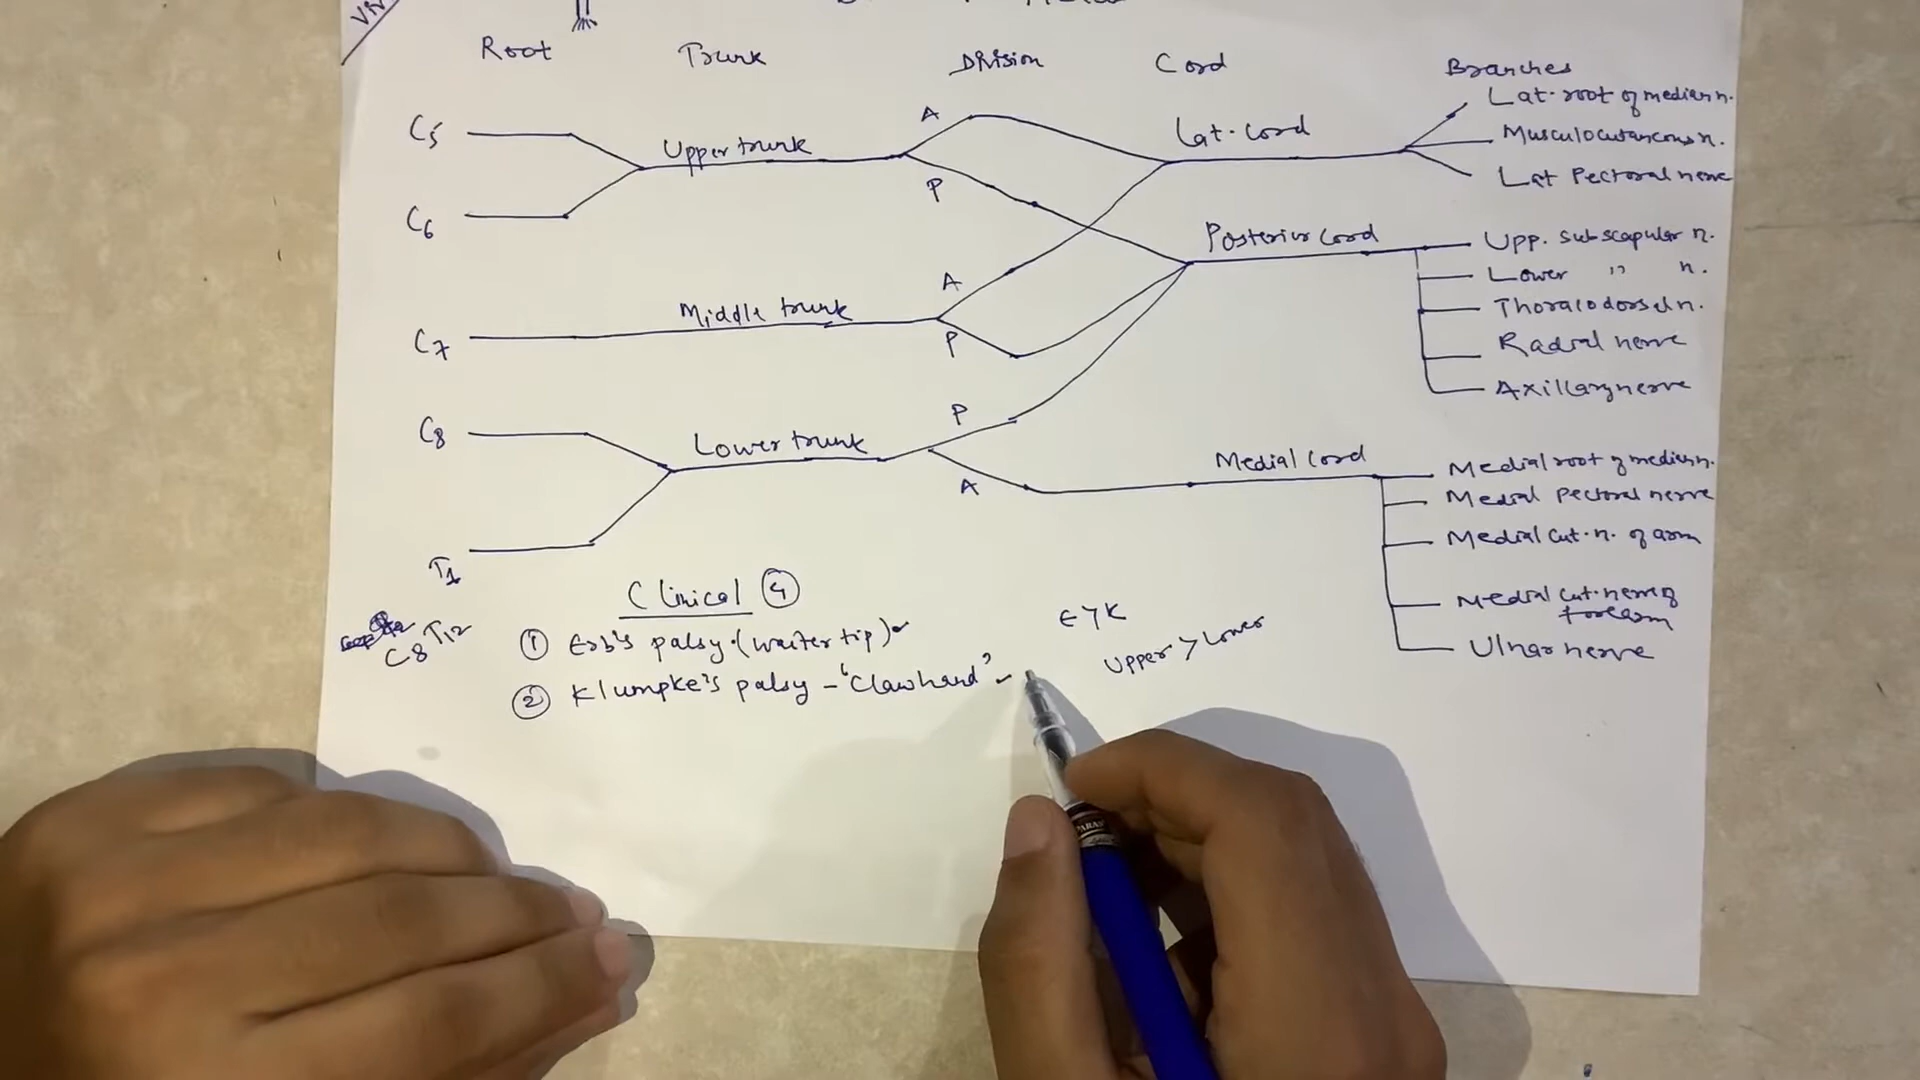 Viva
Root Trunk Division Cord Branches
C5
C6
C7
C8
T1
Upper trunk
Middle trunk
Lower trunk
A
P
A
P
P
A
Lat. cord
Posterior cord
Medial cord
Lat. root of median n.
Musculocutaneous n.
Lat Pectoral nerve
Upp. subscapular n.
Lower " n.
Thoracodorsal n.
Radial nerve
Axillary nerve
Medial root of median n.
Medial Pectoral nerve
Medial cut. n. of arm
Medial cut. nerve of
forearm
Ulnar nerve
Clinical
① Erb's palsy. (waiter tip)
② Klumpke's palsy - 'Clawhand'
C8 T12
E > K
Upper > Lower
PARAS